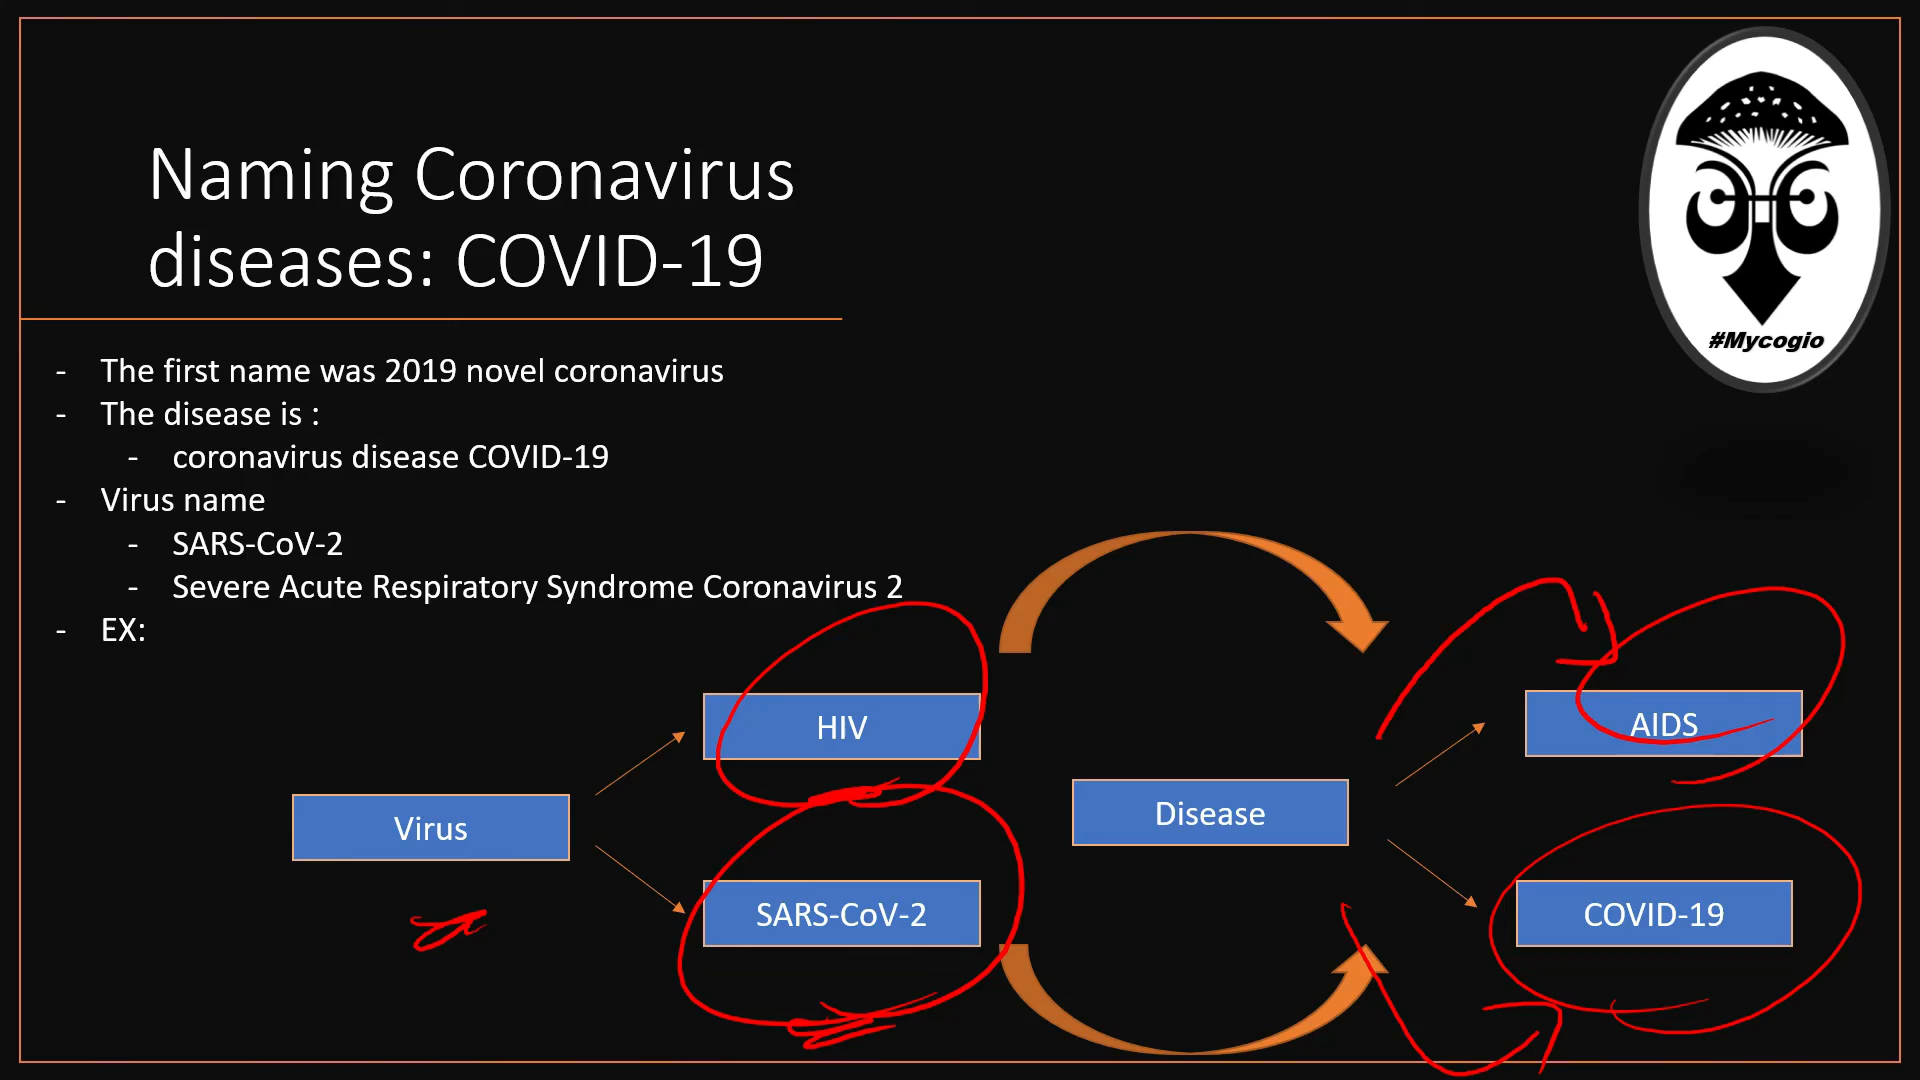 Naming Coronavirus
diseases: COVID-19
#Mycogio
- The first name was 2019 novel coronavirus
- The disease is :
- coronavirus disease COVID-19
- Virus name
- SARS-CoV-2
- Severe Acute Respiratory Syndrome Coronavirus 2
- EX:
HIV
AIDS
Virus
Disease
SARS-CoV-2
COVID-19